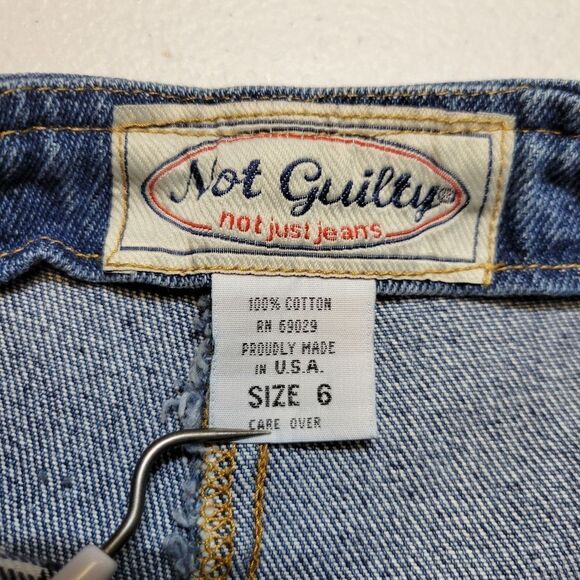 Not Guilty®
not just jeans
100% COTTON
RN 69029
PROUDLY MADE
IN U.S.A.
SIZE 6
CARE OVER